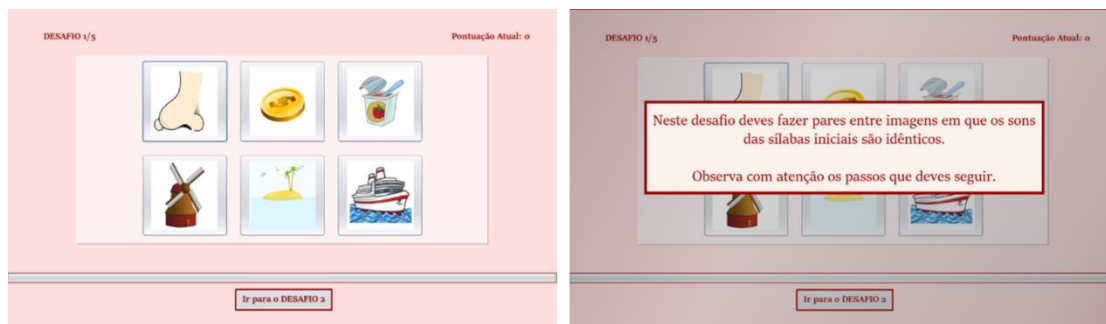 DESAFIO 1/5
Pontuação Atual: 0
Ir para o DESAFIO 2
DESAFIO 1/5
Pontuação Atual: 0
Neste desafio deves fazer pares entre imagens em que os sons
das sílabas iniciais são idênticos.
Observa com atenção os passos que deves seguir.
Ir para o DESAFIO 2